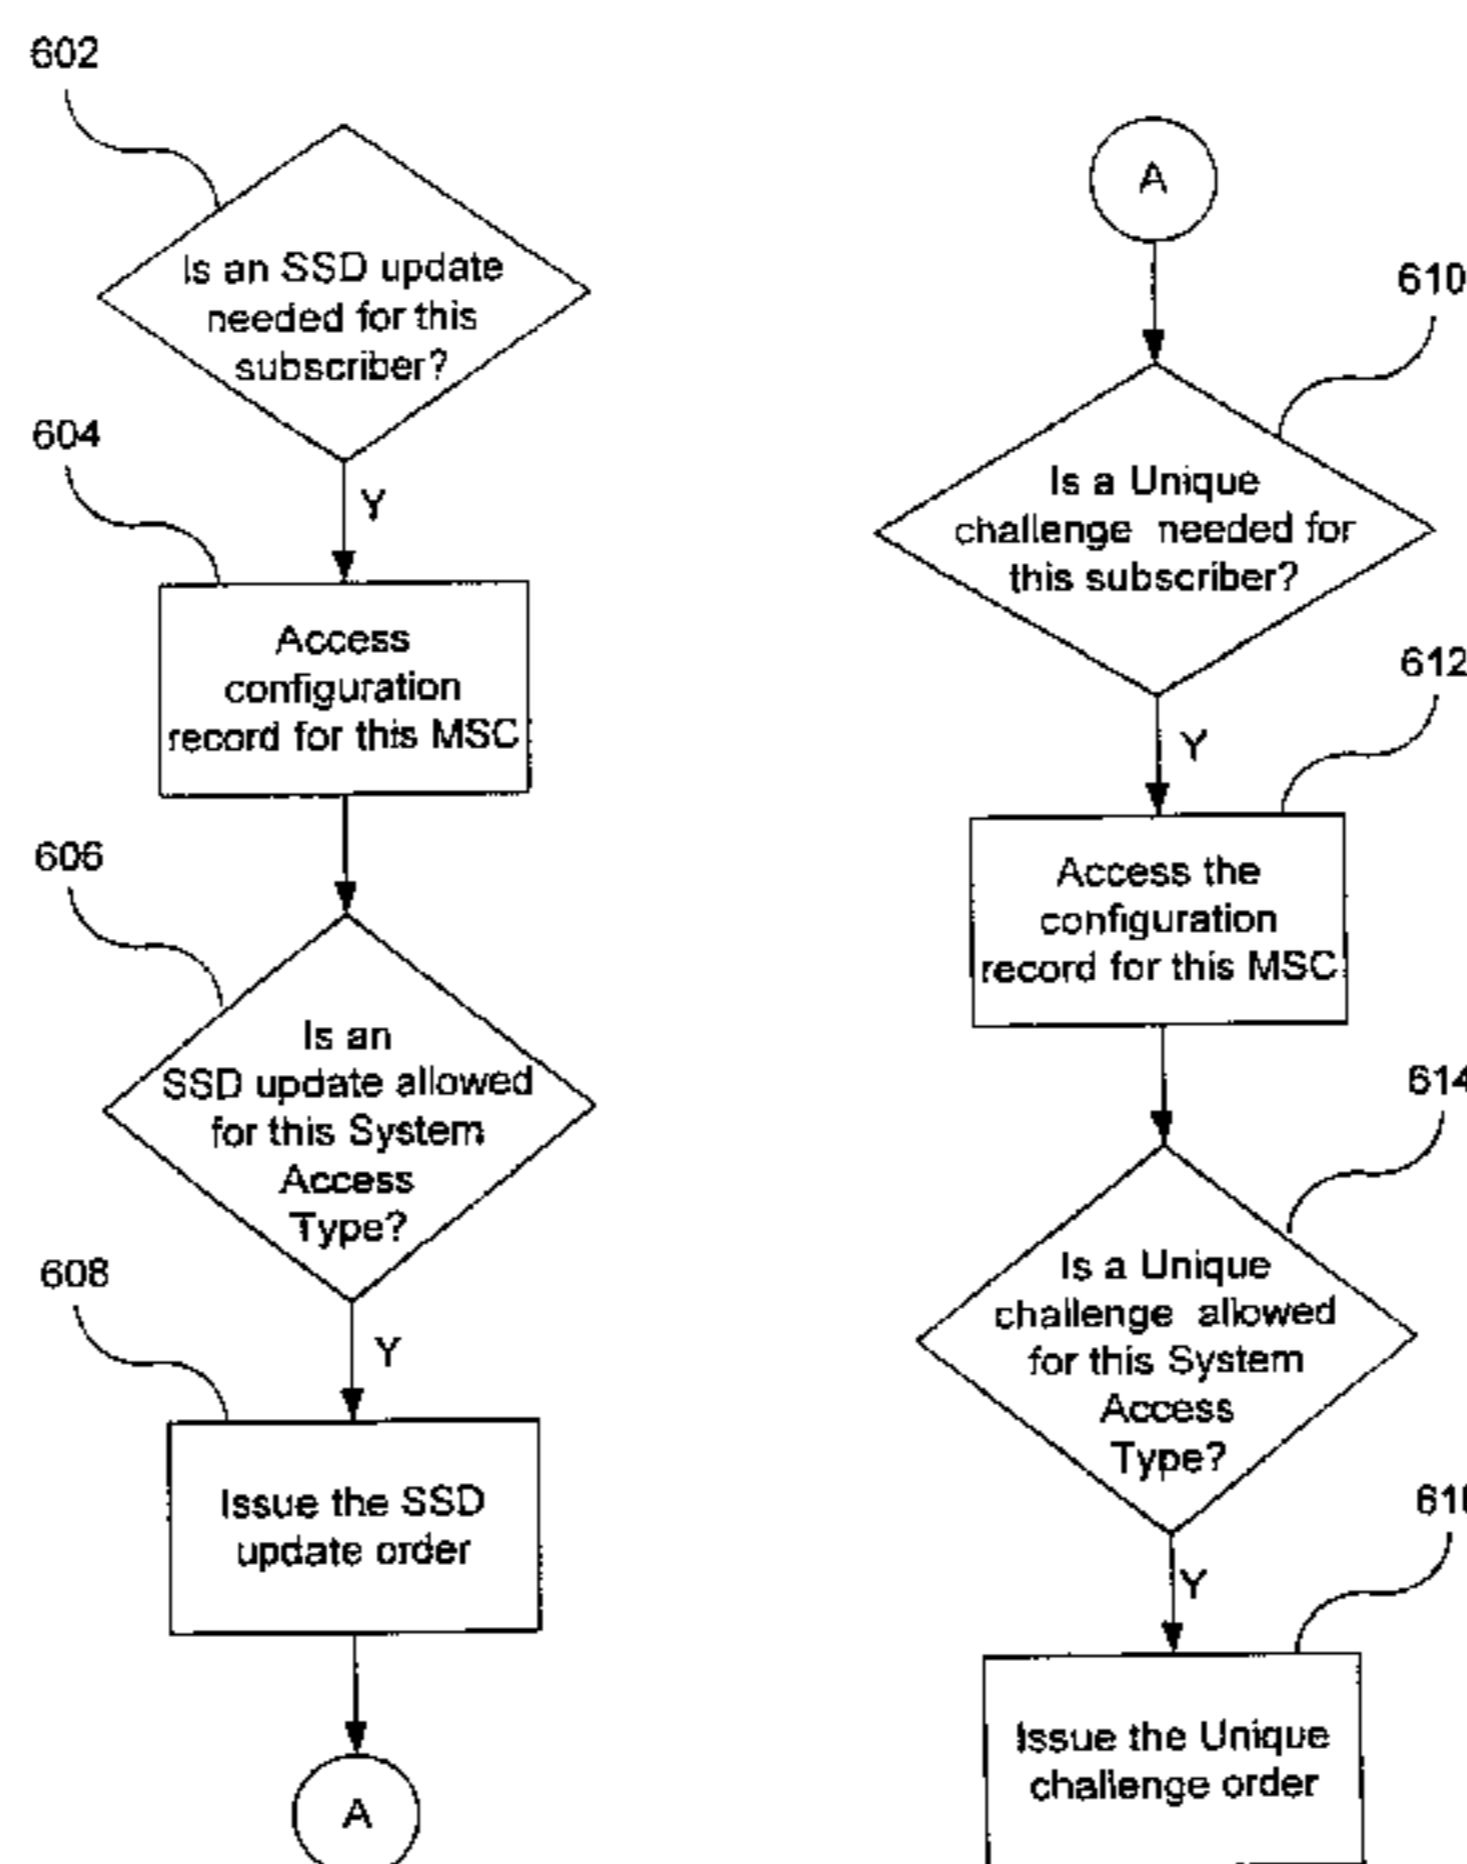 602
Is an SSD update
needed for this
subscriber?
604
Y
Access
configuration
record for this MSC
606
Is an
SSD update allowed
for this System
Access
Type?
608
Y
Issue the SSD
update order
A
A
610
Is a Unique
challenge needed for
this subscriber?
612
Y
Access the
configuration
record for this MSC
614
Is a Unique
challenge allowed
for this System
Access
Type?
Y
Issue the Unique
challenge order